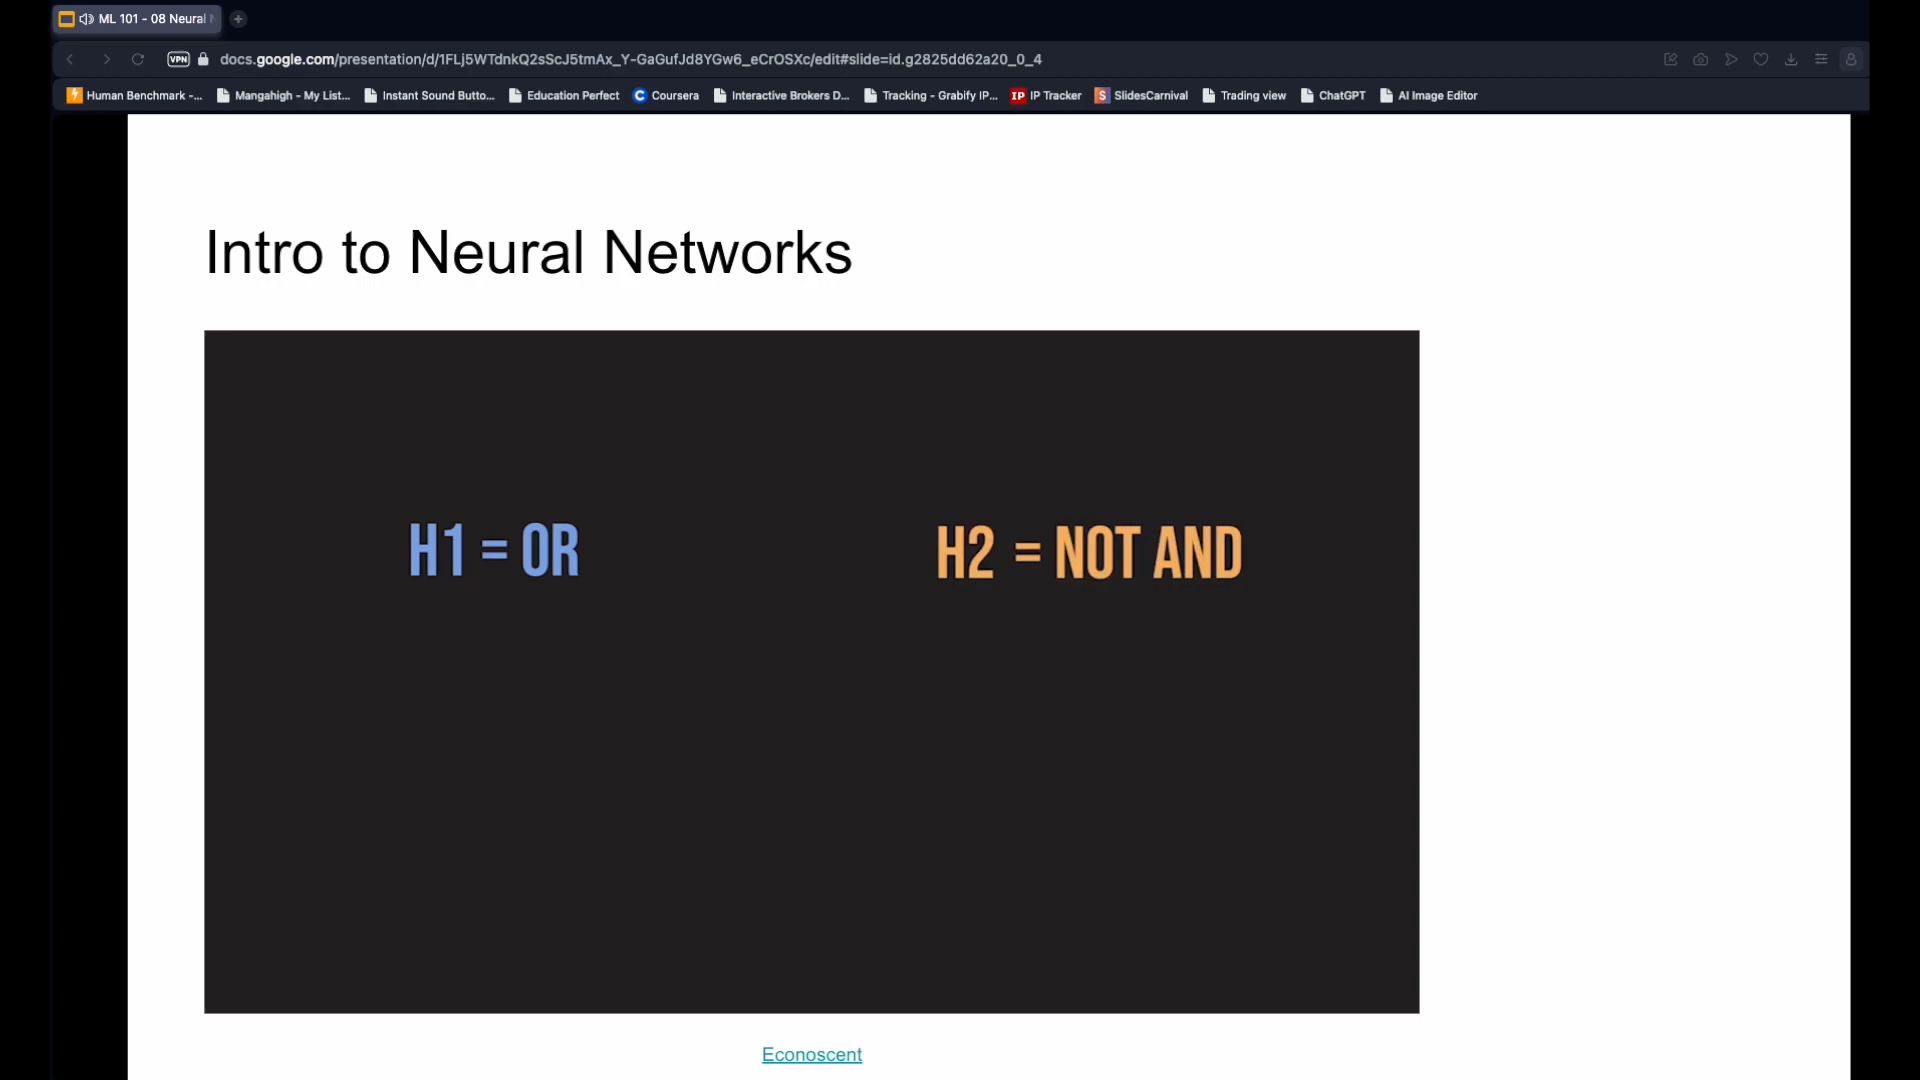 ML 101 - 08 Neural
VPN docs.google.com/presentation/d/1FLj5WTdnkQ2sScJ5tmAx_Y-GaGufJd8YGw6_eCrOSXc/edit#slide=id.g2825dd62a20_0_4
Human Benchmark -... Mangahigh - My List... Instant Sound Butto... Education Perfect C Coursera Interactive Brokers D... Tracking - Grabify IP... IP IP Tracker S SlidesCarnival Trading view ChatGPT AI Image Editor
Intro to Neural Networks
H1 = OR H2 = NOT AND
Econoscent